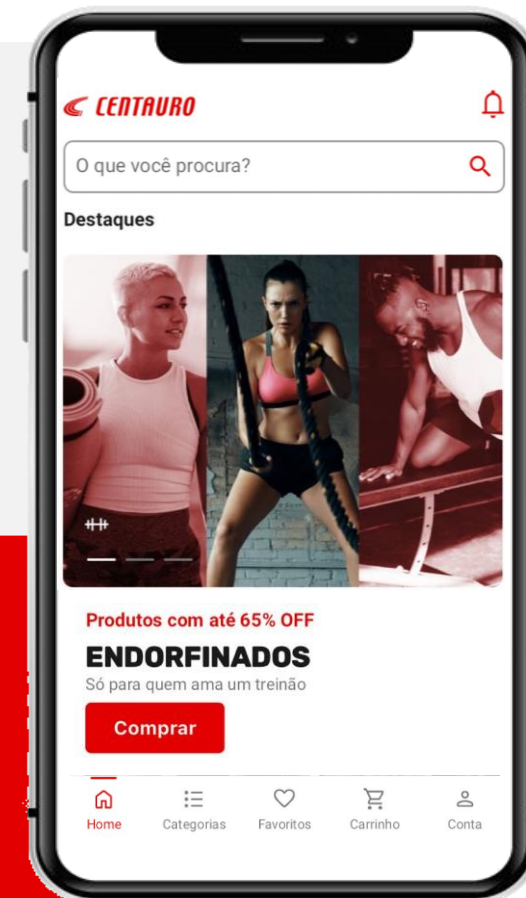 CENTAURO
O que você procura?
Destaques
Produtos com até 65% OFF
ENDORFINADOS
Só para quem ama um treinão
Comprar
Home Categorias Favoritos Carrinho Conta